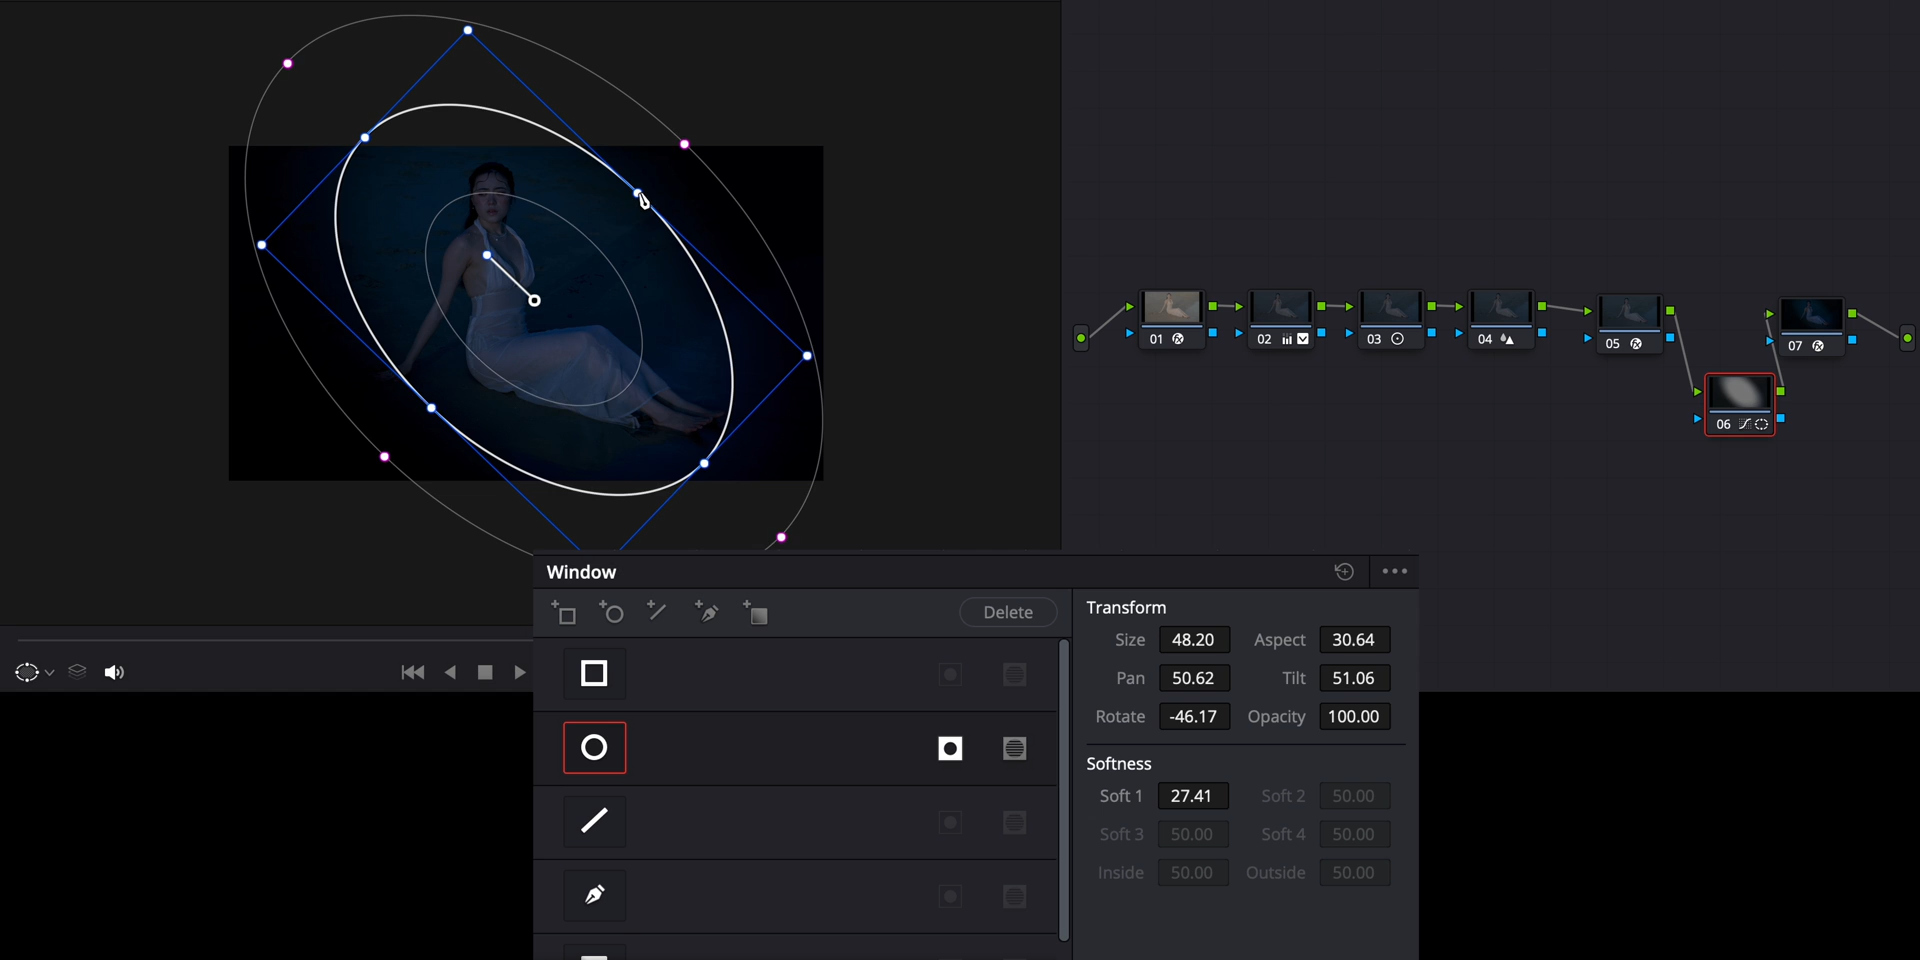 01
02
03
04
05
07
06
Window
Delete
Transform
Size 48.20 Aspect 30.64
Pan 50.62 Tilt 51.06
Rotate -46.17 Opacity 100.00
Softness
Soft 1 27.41 Soft 2 50.00
Soft 3 50.00 Soft 4 50.00
Inside 50.00 Outside 50.00